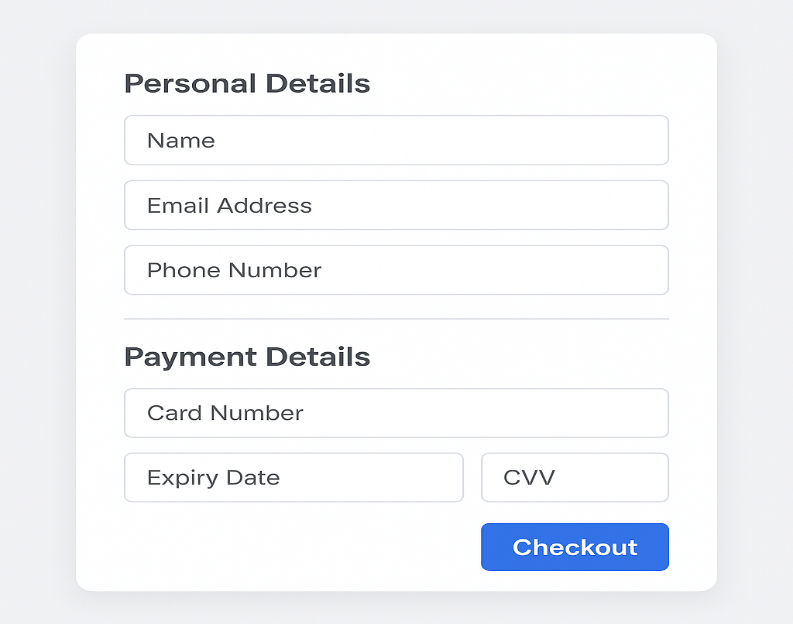 Personal Details
Name
Email Address
Phone Number
Payment Details
Card Number
Expiry Date CVV
Checkout